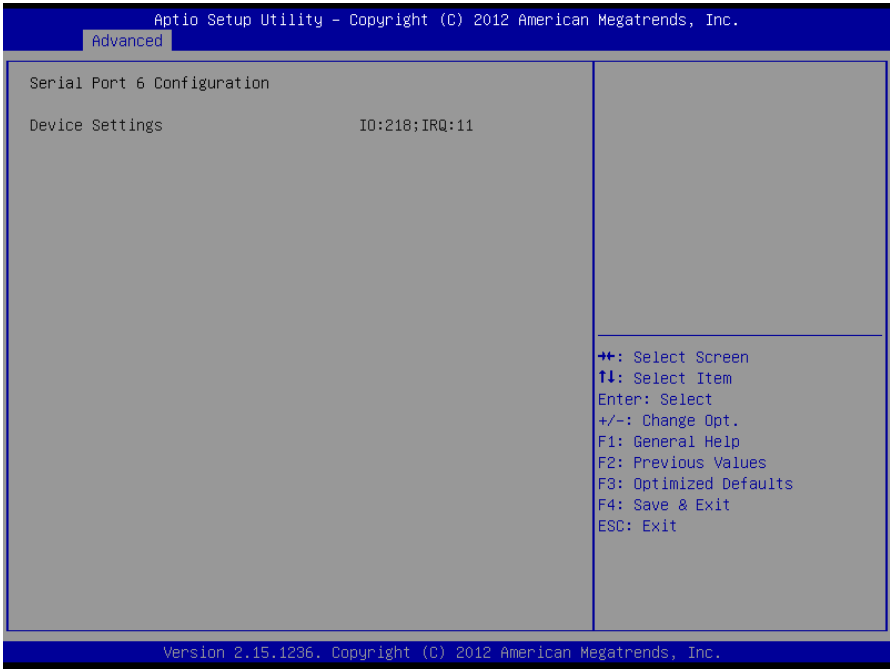 Aptio Setup Utility – Copyright (C) 2012 American Megatrends, Inc.
Advanced
Serial Port 6 Configuration
Device Settings IO:218;IRQ:11
→←: Select Screen
↑↓: Select Item
Enter: Select
+/-: Change Opt.
F1: General Help
F2: Previous Values
F3: Optimized Defaults
F4: Save & Exit
ESC: Exit
Version 2.15.1236. Copyright (C) 2012 American Megatrends, Inc.